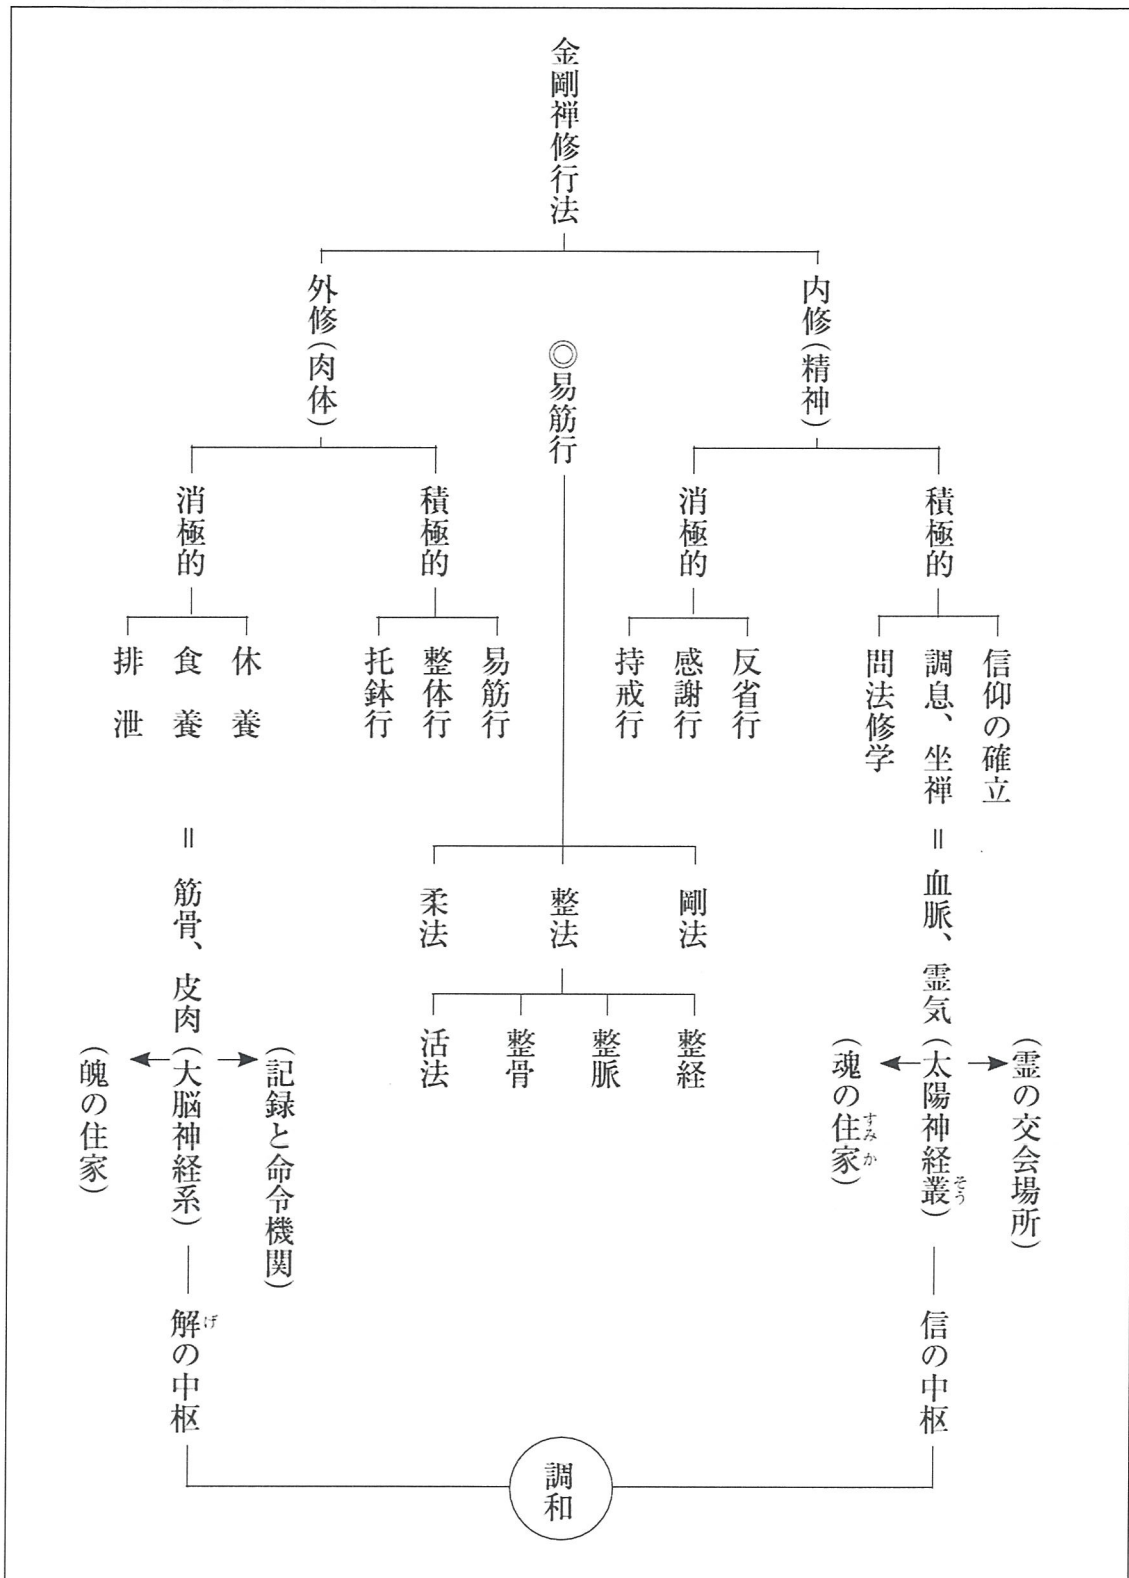 金剛禅修行法
内修(精神)
積極的
信仰の確立
調息、坐禅 = 血脈、霊気(太陽神経叢)
そう
(霊の交会場所)
(魂の住家)
すみか
信の中枢
問法修学
消極的
反省行
感謝行
持戒行
◎易筋行
剛法
整法
整経
整脈
整骨
活法
柔法
外修(肉体)
積極的
易筋行
整体行
托鉢行
消極的
休養
食養 = 筋骨、皮肉(大脳神経系)
(記録と命令機関)
(魄の住家)
解の中枢
げ
排泄
調和